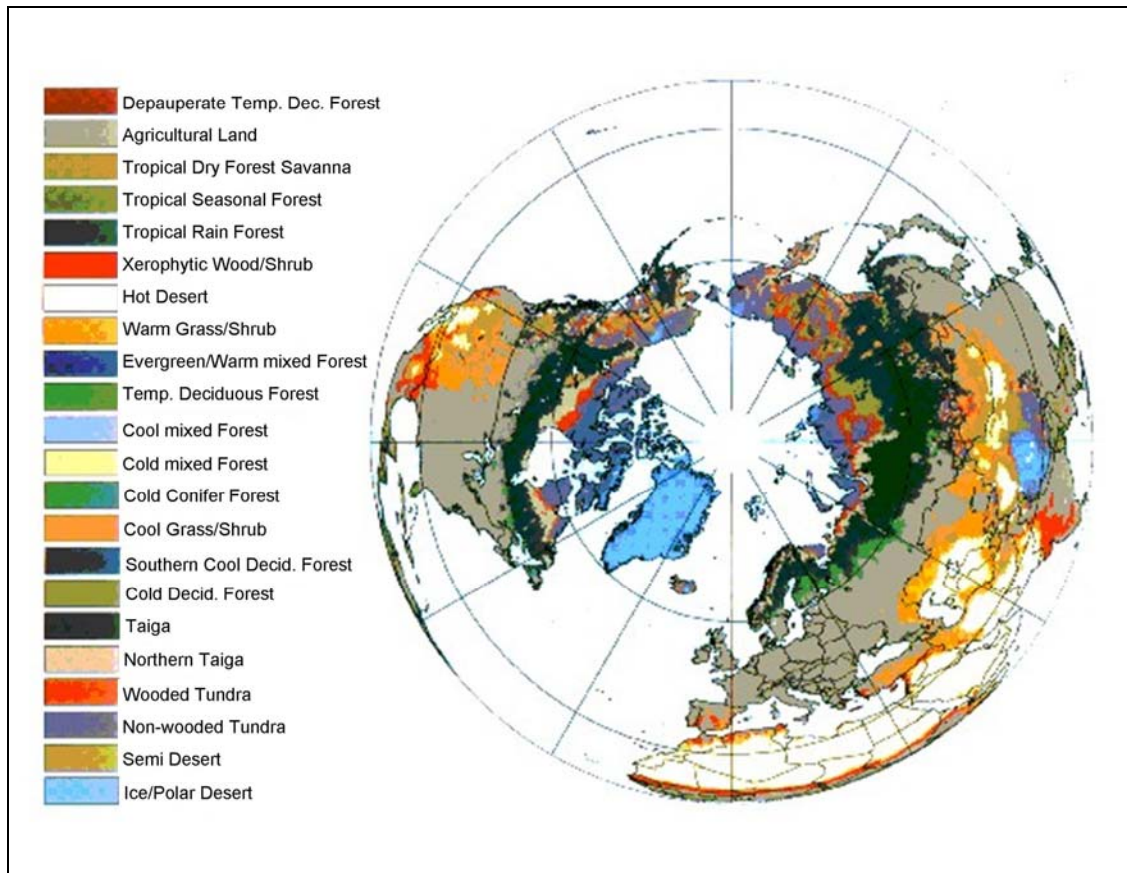 Depauperate Temp. Dec. Forest
Agricultural Land
Tropical Dry Forest Savanna
Tropical Seasonal Forest
Tropical Rain Forest
Xerophytic Wood/Shrub
Hot Desert
Warm Grass/Shrub
Evergreen/Warm mixed Forest
Temp. Deciduous Forest
Cool mixed Forest
Cold mixed Forest
Cold Conifer Forest
Cool Grass/Shrub
Southern Cool Decid. Forest
Cold Decid. Forest
Taiga
Northern Taiga
Wooded Tundra
Non-wooded Tundra
Semi Desert
Ice/Polar Desert